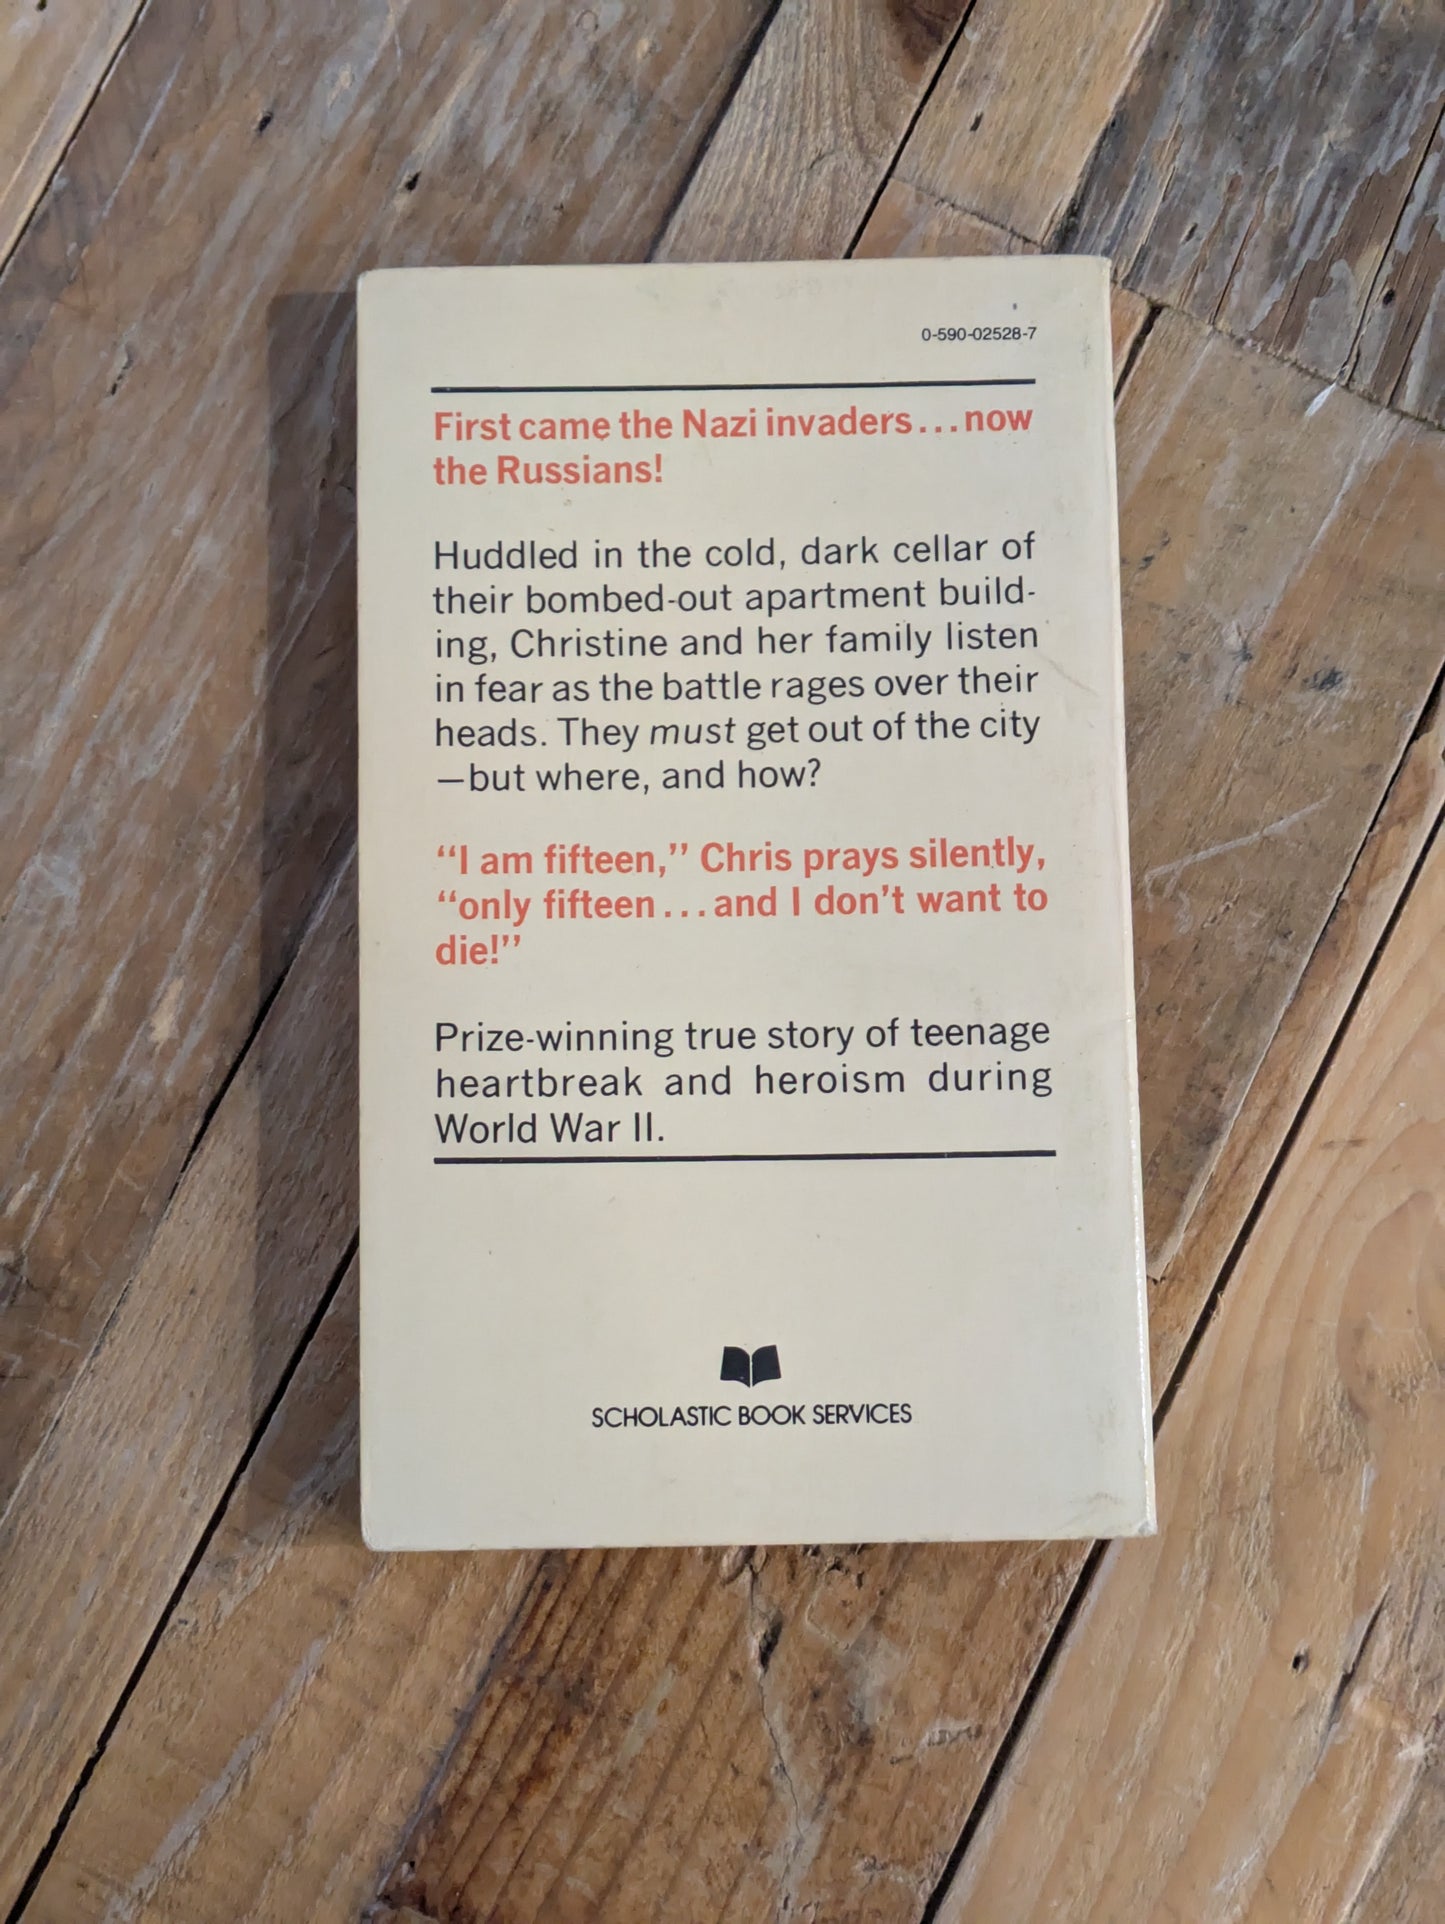 0-590-02528-7
First came the Nazi invaders...now
the Russians!
Huddled in the cold, dark cellar of
their bombed-out apartment build-
ing, Christine and her family listen
in fear as the battle rages over their
heads. They must get out of the city
—but where, and how?
“I am fifteen,” Chris prays silently,
“only fifteen...and I don’t want to
die!”
Prize-winning true story of teenage
heartbreak and heroism during
World War II.
SCHOLASTIC BOOK SERVICES